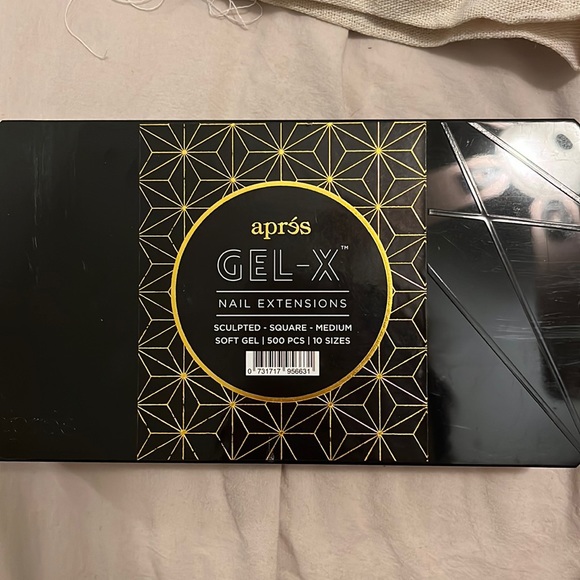 aprés
GEL-X™
NAIL EXTENSIONS
SCULPTED - SQUARE - MEDIUM
SOFT GEL | 500 PCS | 10 SIZES
0 731717 956631